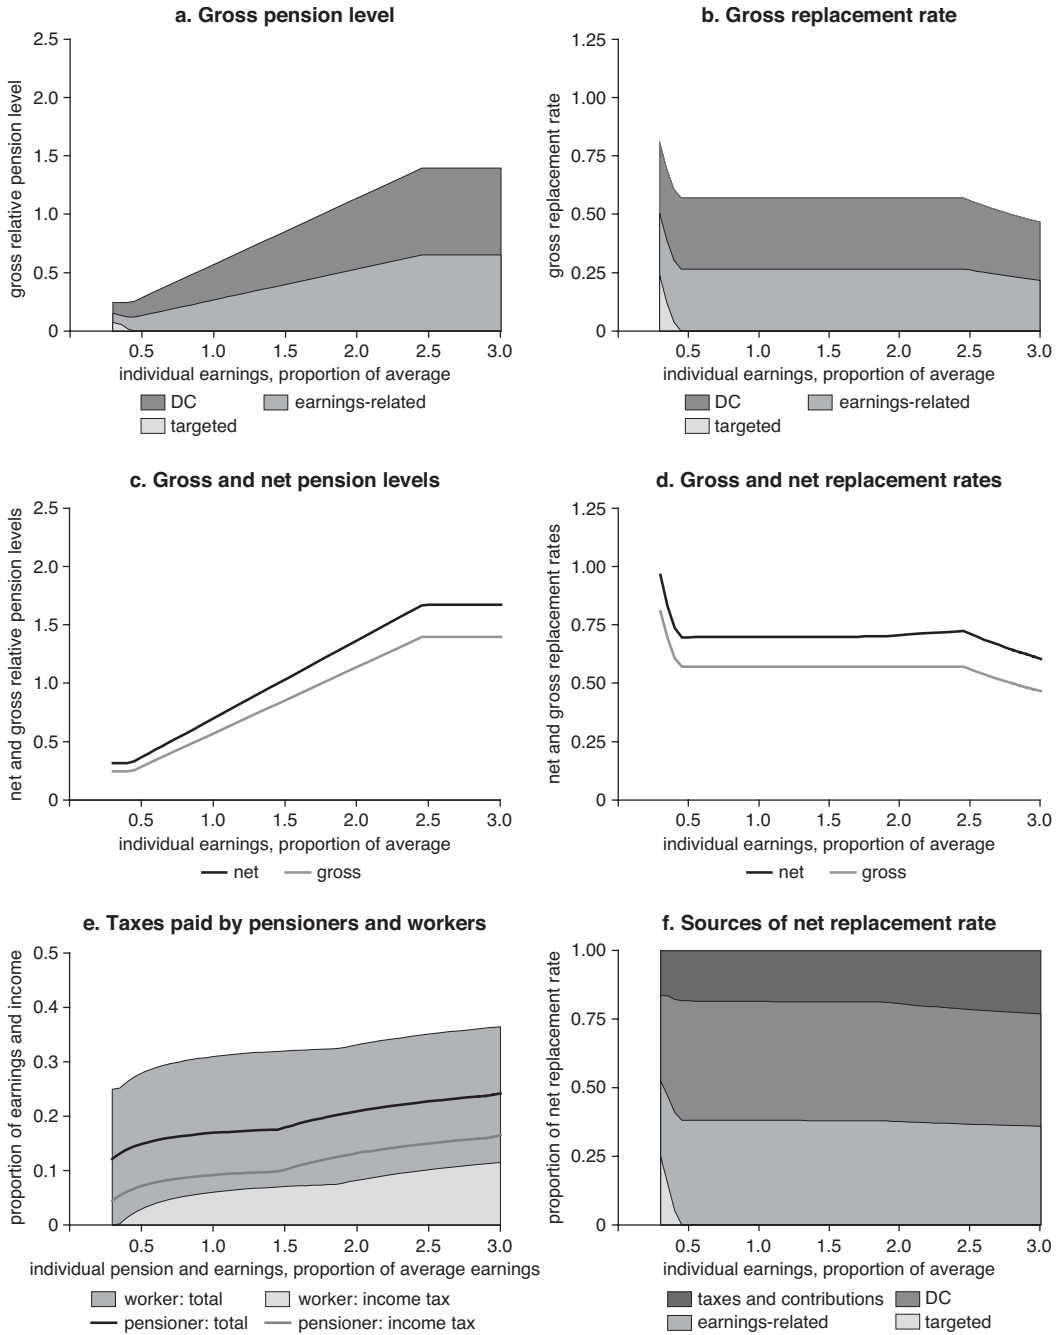 a. Gross pension level
gross relative pension level
2.5
2.0
1.5
1.0
0.5
0
0.5 1.0 1.5 2.0 2.5 3.0
individual earnings, proportion of average
DC earnings-related
targeted
b. Gross replacement rate
gross replacement rate
1.25
1.00
0.75
0.50
0.25
0
0.5 1.0 1.5 2.0 2.5 3.0
individual earnings, proportion of average
DC earnings-related
targeted
c. Gross and net pension levels
net and gross relative pension levels
2.5
2.0
1.5
1.0
0.5
0
0.5 1.0 1.5 2.0 2.5 3.0
individual earnings, proportion of average
net gross
d. Gross and net replacement rates
net and gross replacement rates
1.25
1.00
0.75
0.50
0.25
0
0.5 1.0 1.5 2.0 2.5 3.0
individual earnings, proportion of average
net gross
e. Taxes paid by pensioners and workers
proportion of earnings and income
0.5
0.4
0.3
0.2
0.1
0
0.5 1.0 1.5 2.0 2.5 3.0
individual pension and earnings, proportion of average earnings
worker: total worker: income tax
pensioner: total pensioner: income tax
f. Sources of net replacement rate
proportion of net replacement rate
1.00
0.75
0.50
0.25
0
0.5 1.0 1.5 2.0 2.5 3.0
individual earnings, proportion of average
taxes and contributions DC
earnings-related targeted